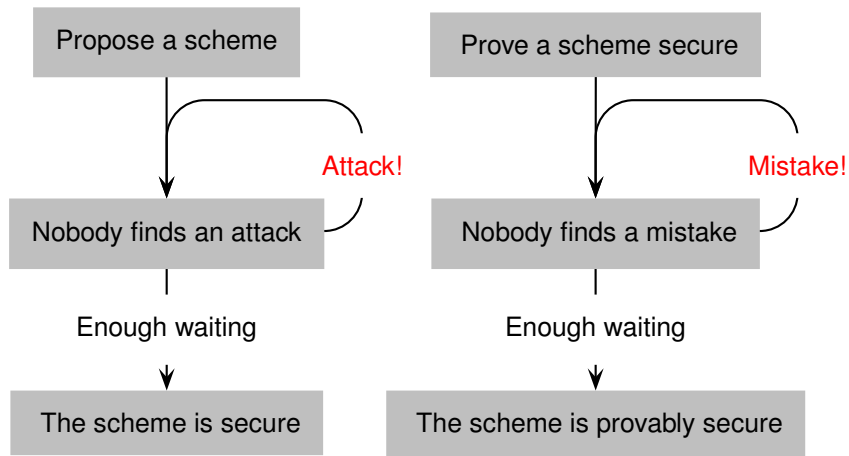 Propose a scheme
Attack!
Nobody finds an attack
Enough waiting
The scheme is secure
Prove a scheme secure
Mistake!
Nobody finds a mistake
Enough waiting
The scheme is provably secure